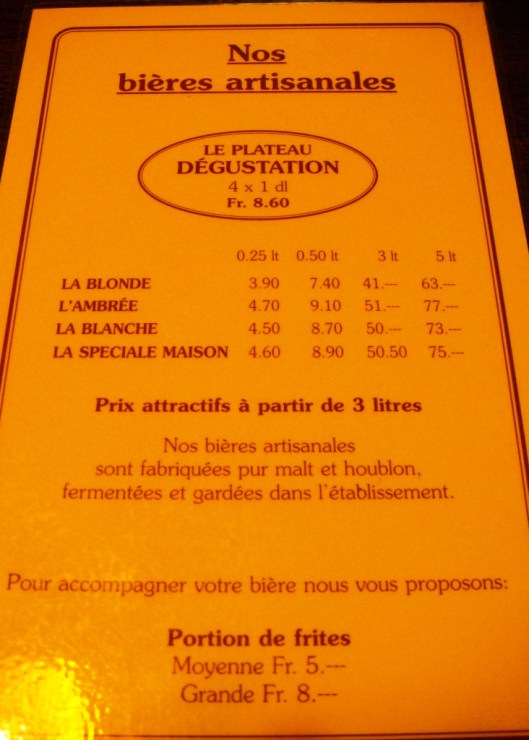 Nos
bières artisanales
LE PLATEAU
DÉGUSTATION
4 x 1 dl
Fr. 8.60
0.25 lt 0.50 lt 3 lt 5 lt
LA BLONDE 3.90 7.40 41.--- 63.---
L'AMBRÉE 4.70 9.10 51.--- 77.---
LA BLANCHE 4.50 8.70 50.--- 73.---
LA SPECIALE MAISON 4.60 8.90 50.50 75.---
Prix attractifs à partir de 3 litres
Nos bières artisanales
sont fabriquées pur malt et houblon,
fermentées et gardées dans l'établissement.
Pour accompagner votre bière nous vous proposons:
Portion de frites
Moyenne Fr. 5.---
Grande Fr. 8.---